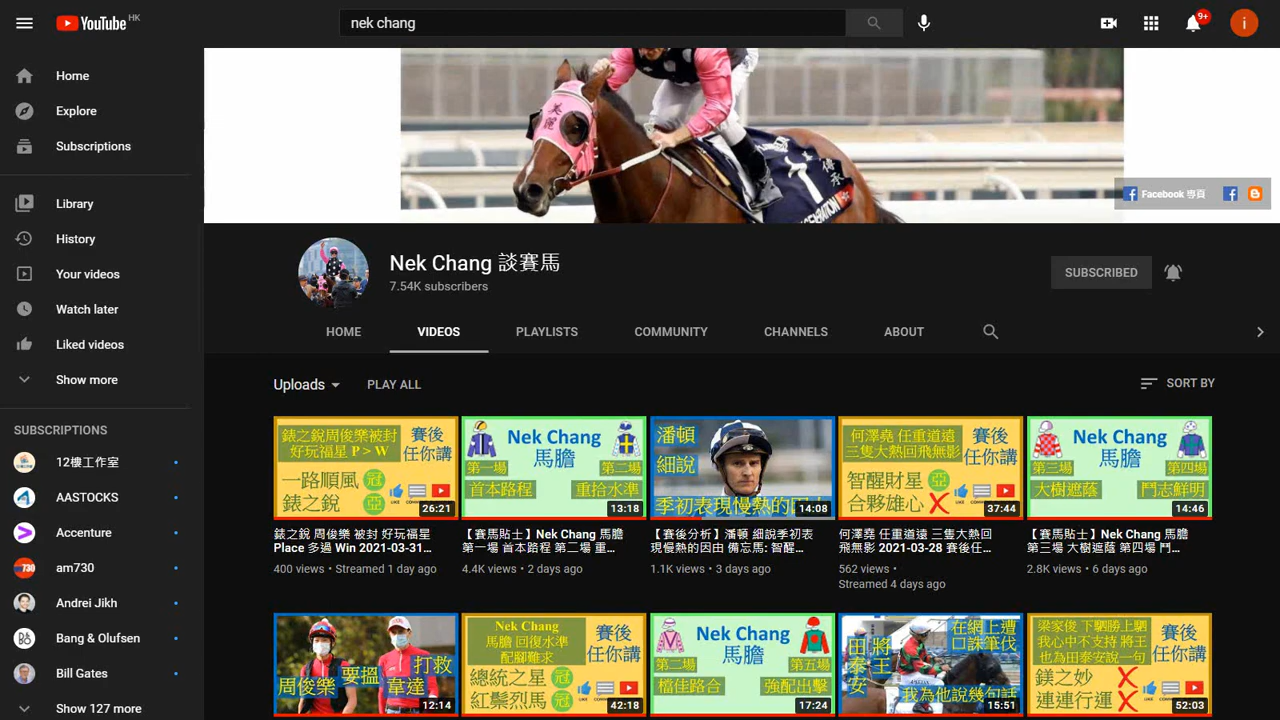 YouTube HK
nek chang
9+
i
Home
Explore
Subscriptions
Library
History
Your videos
Watch later
Liked videos
Show more
SUBSCRIPTIONS
12樓工作室
AASTOCKS
Accenture
am730
Andrei Jikh
Bang & Olufsen
Bill Gates
Show 127 more
美麗
傳承
Facebook 專頁
Nek Chang 談賽馬
7.54K subscribers
SUBSCRIBED
HOME
VIDEOS
PLAYLISTS
COMMUNITY
CHANNELS
ABOUT
Uploads
PLAY ALL
SORT BY
錶之銳周俊樂被封
好玩福星 P > W
賽後
任你講
一路順風 冠
錶之銳 亞
26:21
錶之銳 周俊樂 被封 好玩福星
Place 多過 Win 2021-03-31...
400 views • Streamed 1 day ago
Nek Chang
馬膽
第一場
第二場
首本路程
重拾水準
13:18
【賽馬貼士】Nek Chang 馬膽
第一場 首本路程 第二場 重...
4.4K views • 2 days ago
潘頓
細說
季初表現慢熱的因由
14:08
【賽後分析】潘頓 細說季初表
現慢熱的因由 備忘馬: 智醒...
1.1K views • 3 days ago
何澤堯 任重道遠
三隻大熱回飛無影
賽後
任你講
智醒財星 亞
合夥雄心
37:44
何澤堯 任重道遠 三隻大熱回
飛無影 2021-03-28 賽後任...
562 views •
Streamed 4 days ago
Nek Chang
馬膽
第三場
第四場
大樹遮蔭
鬥志鮮明
14:46
【賽馬貼士】Nek Chang 馬膽
第三場 大樹遮蔭 第四場 鬥...
2.8K views • 6 days ago
周俊樂 要搵 打救 韋達
12:14
Nek Chang
馬膽 回復水準
配腳難求
賽後
任你講
總統之星 冠
紅鬃烈馬 冠
42:18
Nek Chang
馬膽
第二場
第五場
檔佳路合
強配出擊
17:24
田泰安
將王
在網上遭
口誅筆伐
我為他說幾句話
15:51
梁家俊 下駟勝上駟
我心中不支持 將王
也為田泰安說一句
賽後
任你講
鎂之妙
連連行運
52:03